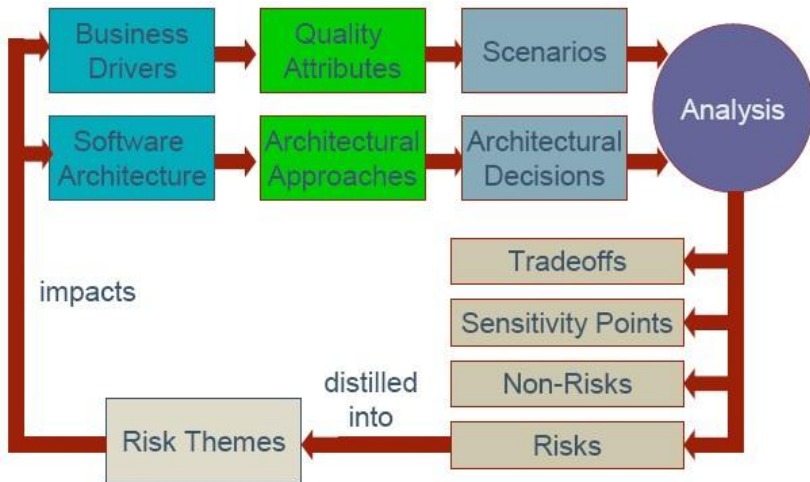 Business
Drivers
Quality
Attributes
Scenarios
Analysis
Software
Architecture
Architectural
Approaches
Architectural
Decisions
Tradeoffs
impacts
Sensitivity Points
Non-Risks
distilled
into
Risk Themes
Risks